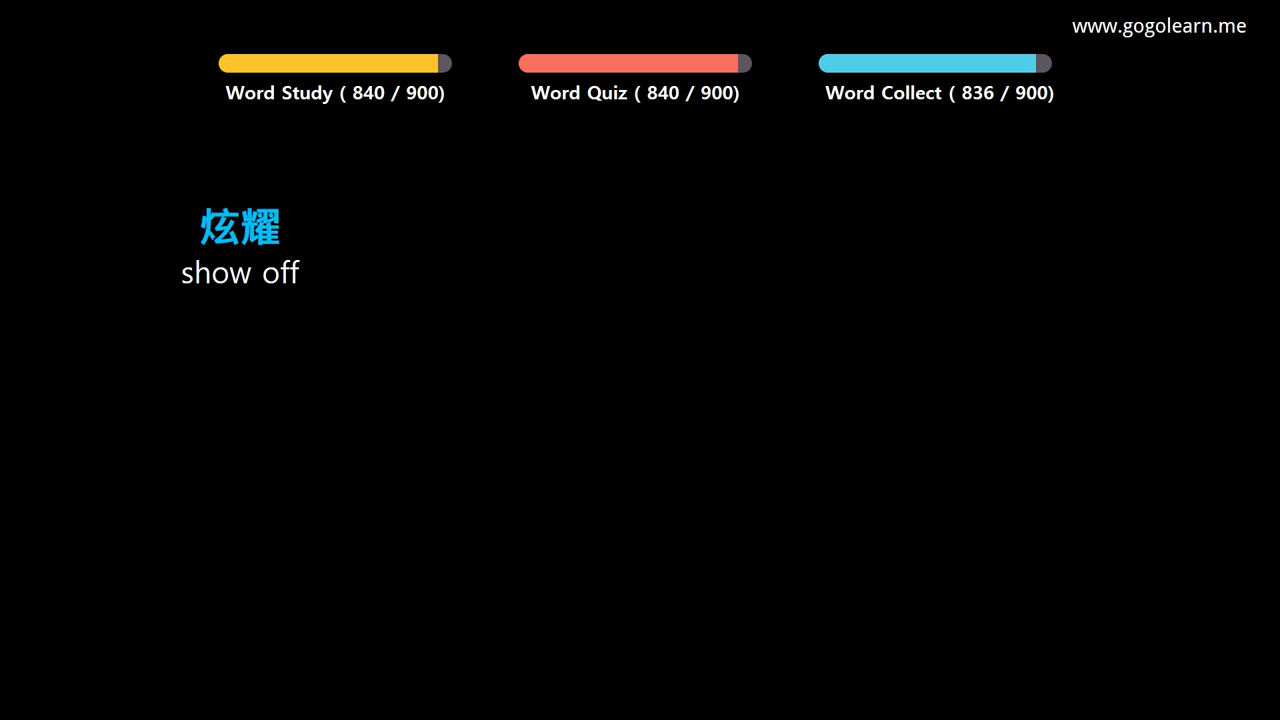 www.gogolearn.me
Word Study ( 840 / 900)
Word Quiz ( 840 / 900)
Word Collect ( 836 / 900)
炫耀
show off